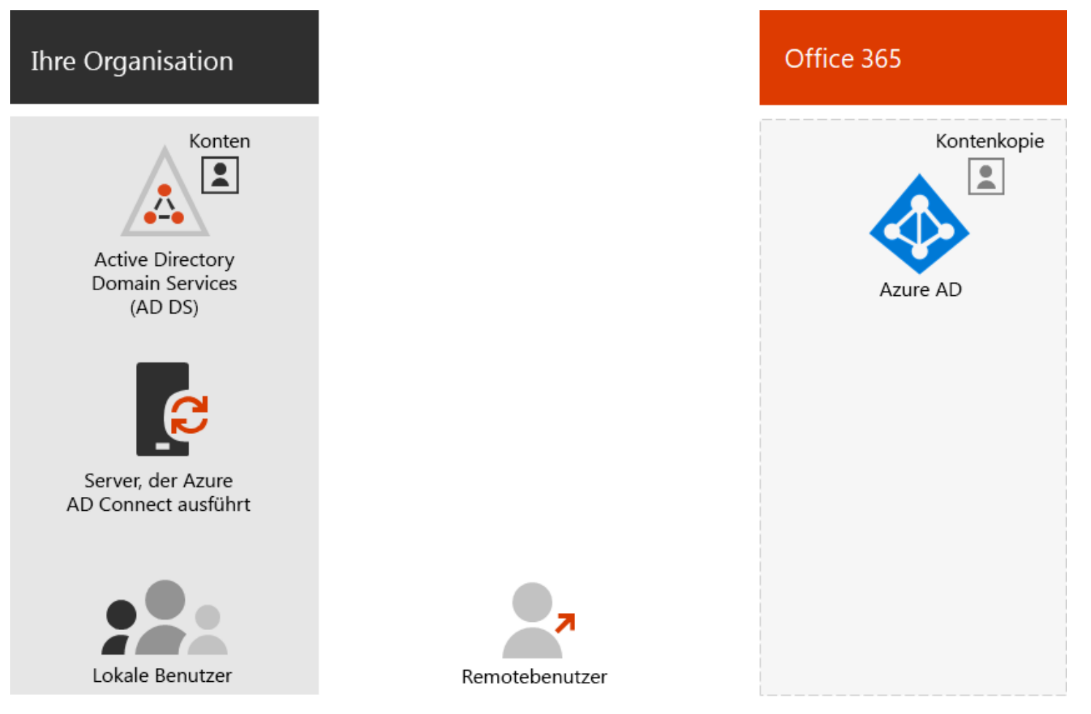 Ihre Organisation
Office 365
Konten
Active Directory
Domain Services
(AD DS)
Server, der Azure
AD Connect ausführt
Lokale Benutzer
Remotebenutzer
Kontenkopie
Azure AD